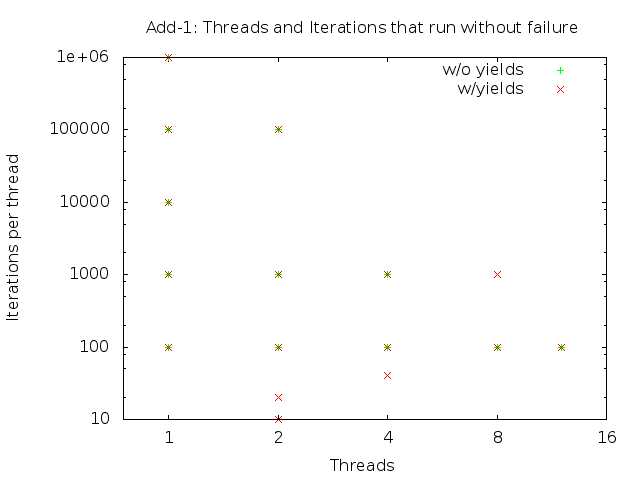 Add-1: Threads and Iterations that run without failure
1e+06
w/o yields
w/yields
100000
10000
1000
100
10
Iterations per thread
1 2 4 8 16
Threads